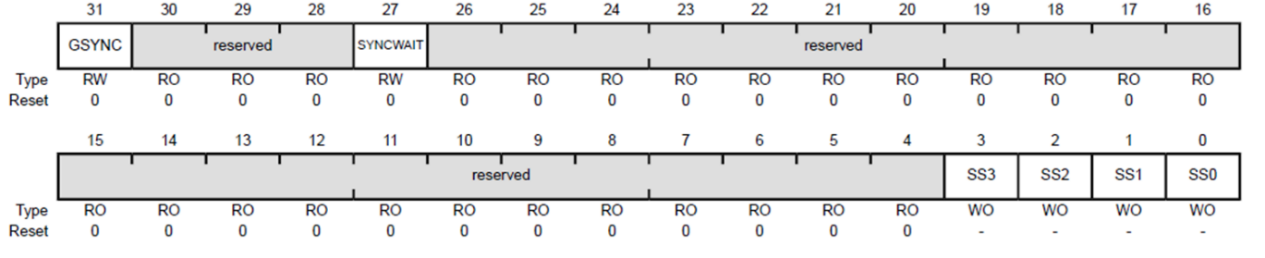 31 30 29 28 27 26 25 24 23 22 21 20 19 18 17 16
GSYNC reserved SYNCWAIT reserved
Type RW RO RO RO RW RO RO RO RO RO RO RO RO RO RO RO
Reset 0 0 0 0 0 0 0 0 0 0 0 0 0 0 0 0
15 14 13 12 11 10 9 8 7 6 5 4 3 2 1 0
reserved SS3 SS2 SS1 SS0
Type RO RO RO RO RO RO RO RO RO RO RO RO WO WO WO WO
Reset 0 0 0 0 0 0 0 0 0 0 0 0 - - - -